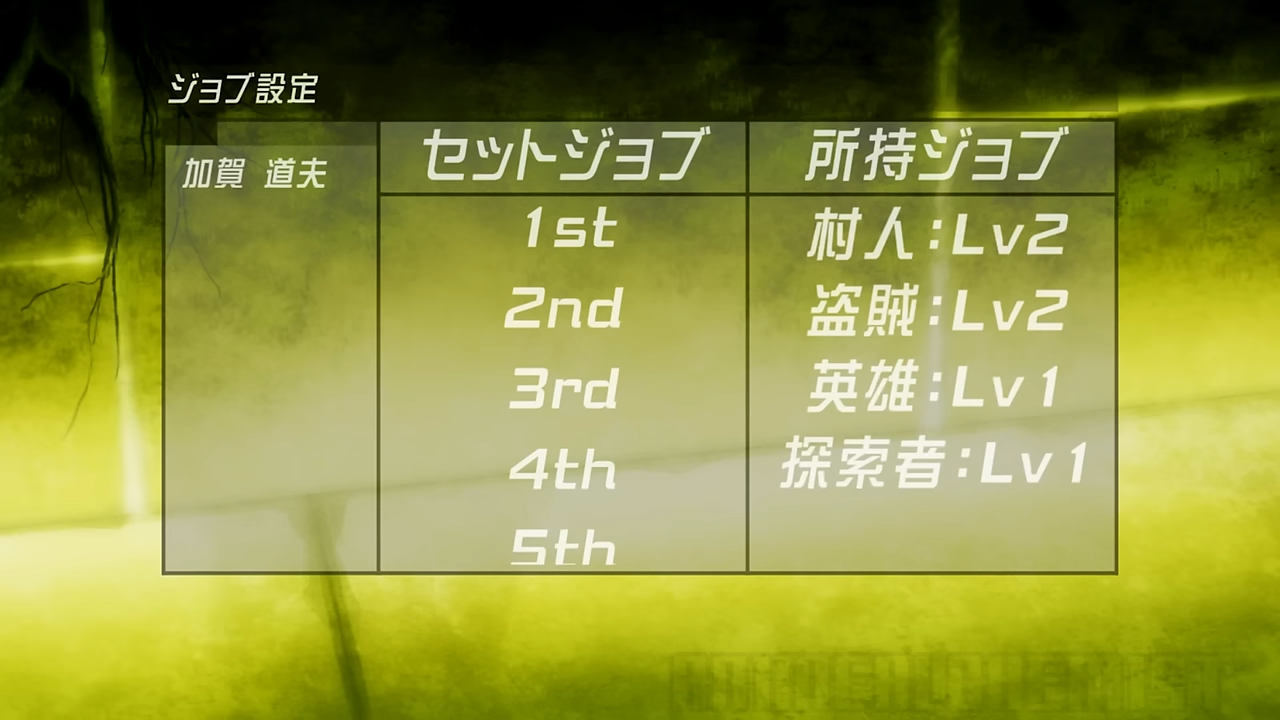 ジョブ設定
加賀 道夫
セットジョブ
所持ジョブ
1st
村人:Lv2
2nd
盗賊:Lv2
3rd
英雄:Lv1
4th
探索者:Lv1
5th